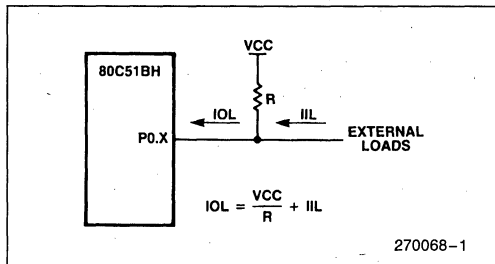 VCC
80C51BH
R
IOL IIL
P0.X
EXTERNAL
LOADS
IOL = VCC/R + IIL
270068–1